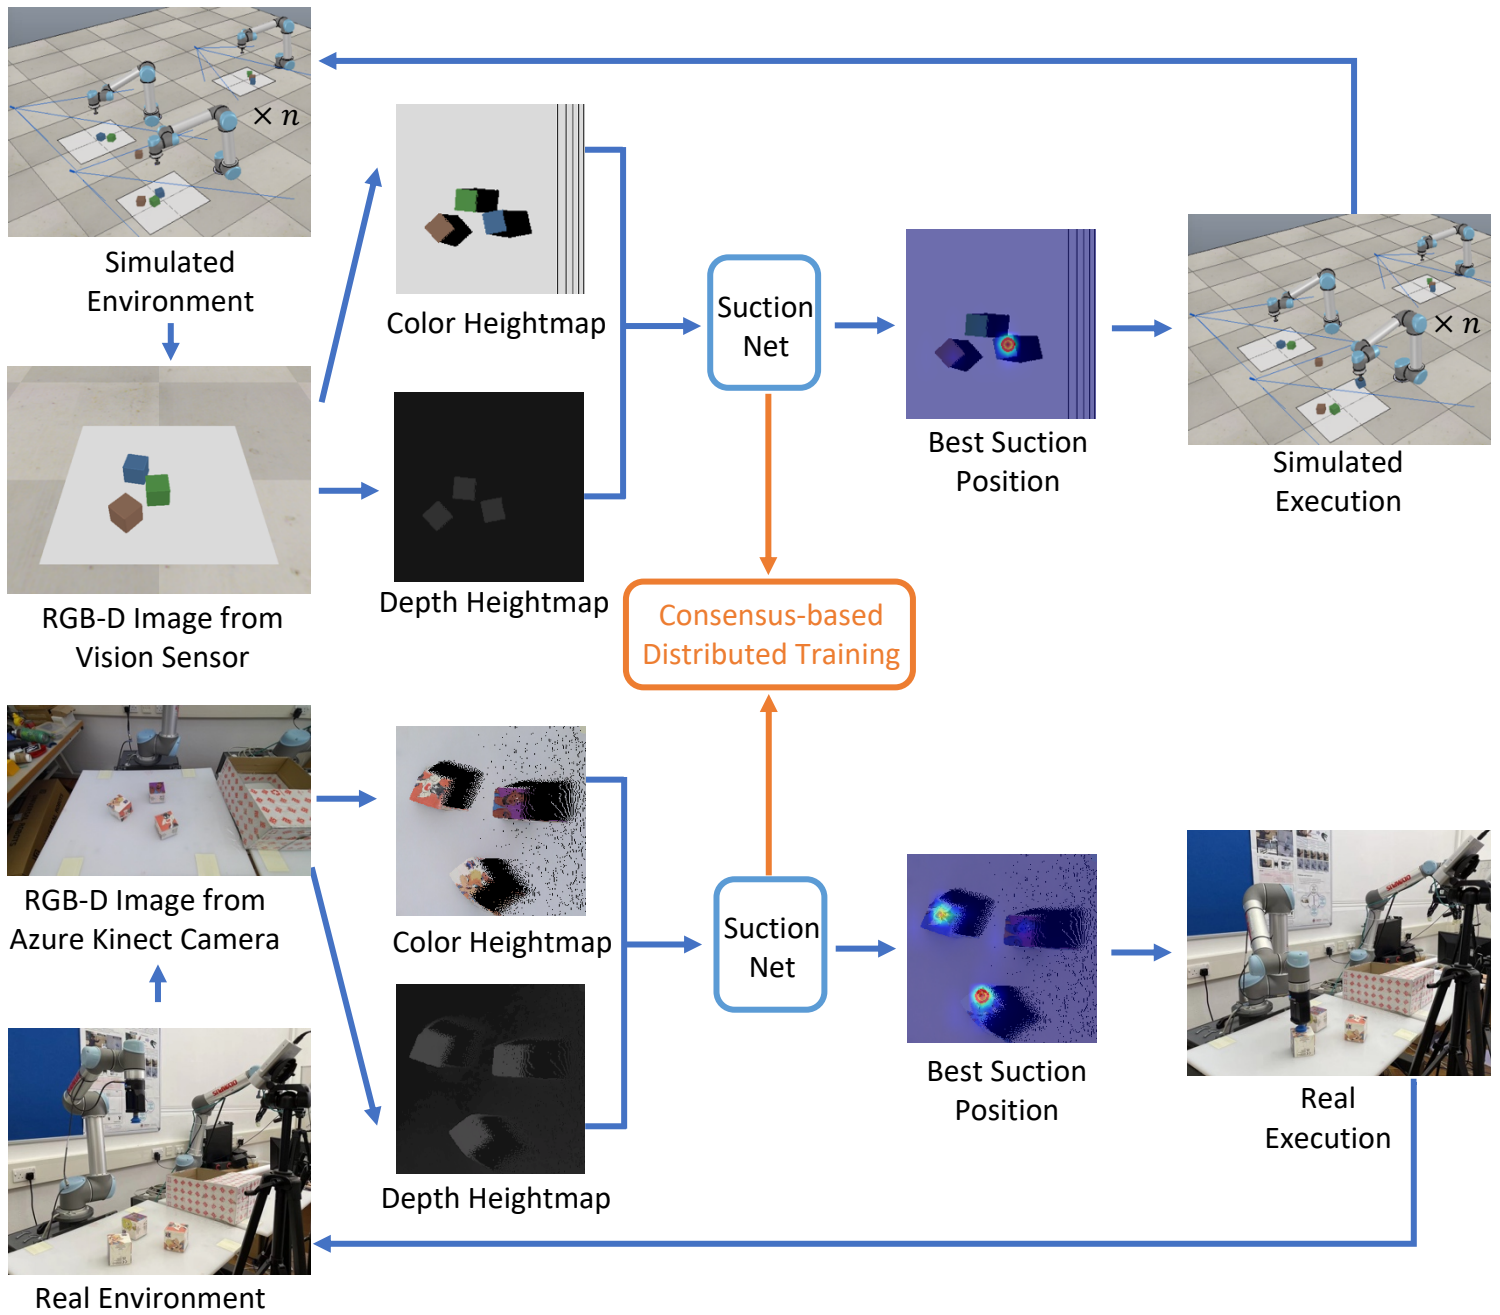 × n
Simulated
Environment
Color Heightmap
Suction
Net
Best Suction
Position
× n
Simulated
Execution
RGB-D Image from
Vision Sensor
Depth Heightmap
Consensus-based
Distributed Training
RGB-D Image from
Azure Kinect Camera
Color Heightmap
Suction
Net
Best Suction
Position
Real
Execution
Depth Heightmap
Real Environment